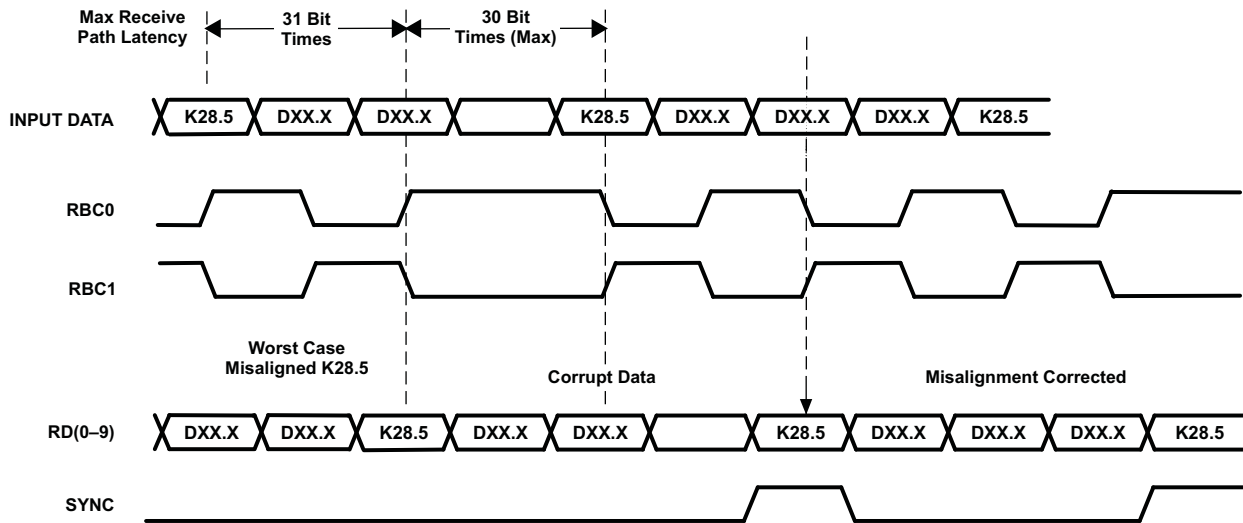 Max Receive
Path Latency
31 Bit
Times
30 Bit
Times (Max)
INPUT DATA
K28.5 DXX.X DXX.X K28.5 DXX.X DXX.X DXX.X K28.5
RBC0
RBC1
Worst Case
Misaligned K28.5
Corrupt Data
Misalignment Corrected
RD(0–9)
DXX.X DXX.X K28.5 DXX.X DXX.X K28.5 DXX.X DXX.X DXX.X K28.5
SYNC